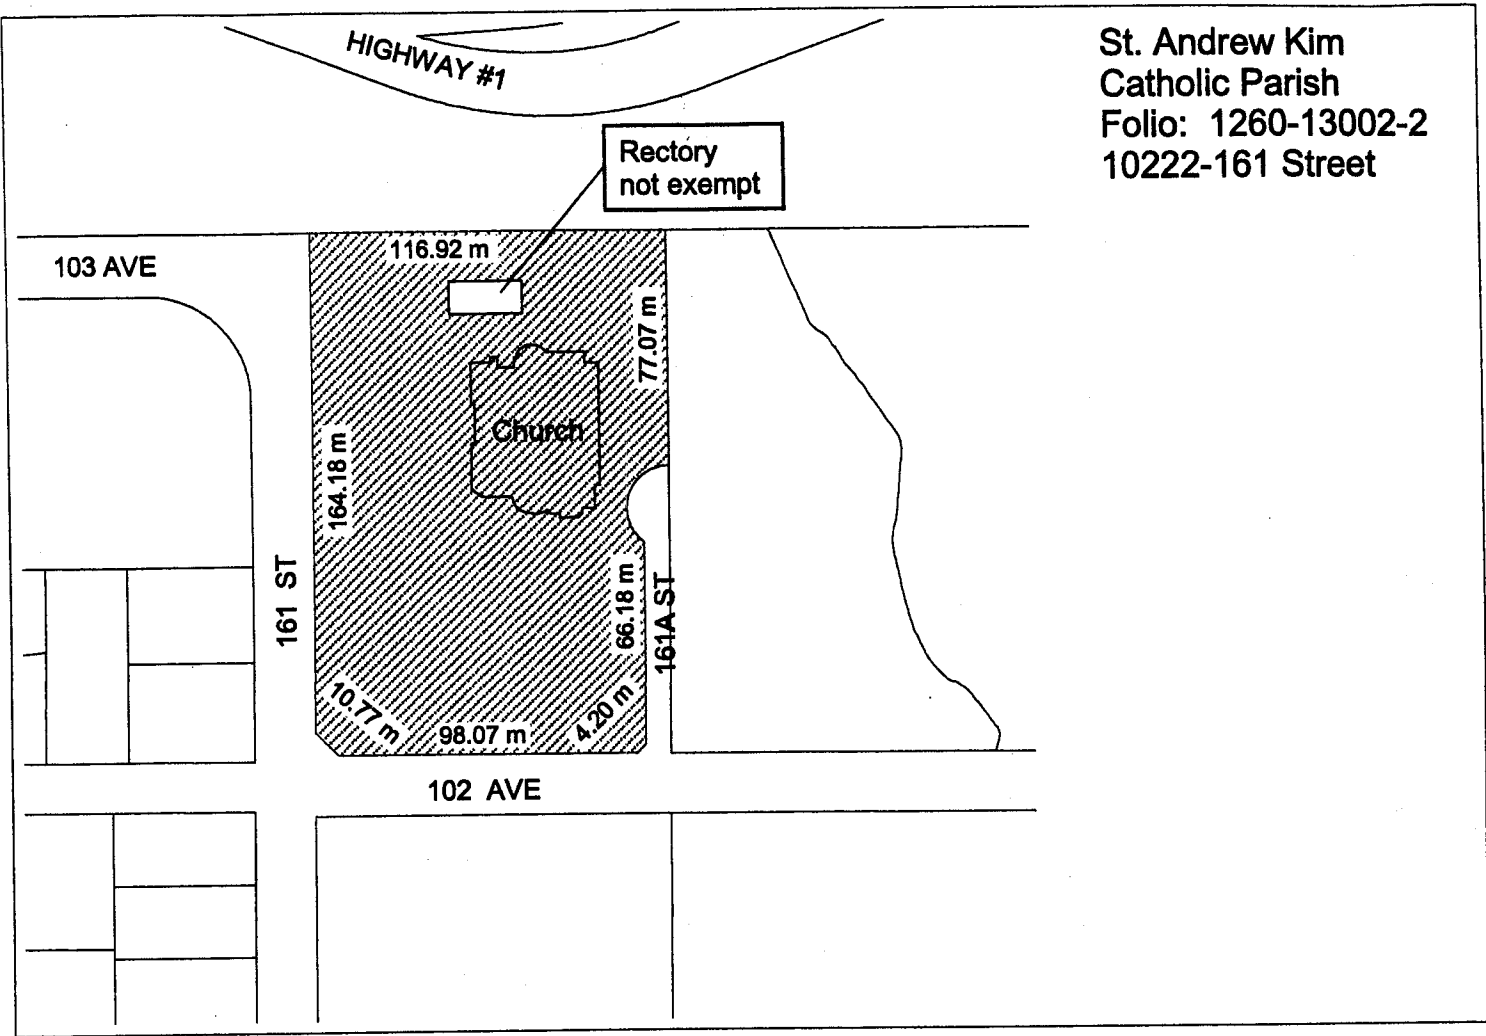 HIGHWAY #1
St. Andrew Kim
Catholic Parish
Folio: 1260-13002-2
10222-161 Street
Rectory
not exempt
103 AVE
116.92 m
77.07 m
Church
164.18 m
161 ST
66.18 m
161A ST
10.77 m
98.07 m
4.20 m
102 AVE